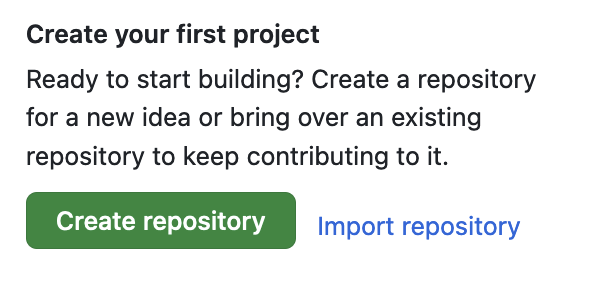 Create your first project
Ready to start building? Create a repository
for a new idea or bring over an existing
repository to keep contributing to it.
Create repository
Import repository